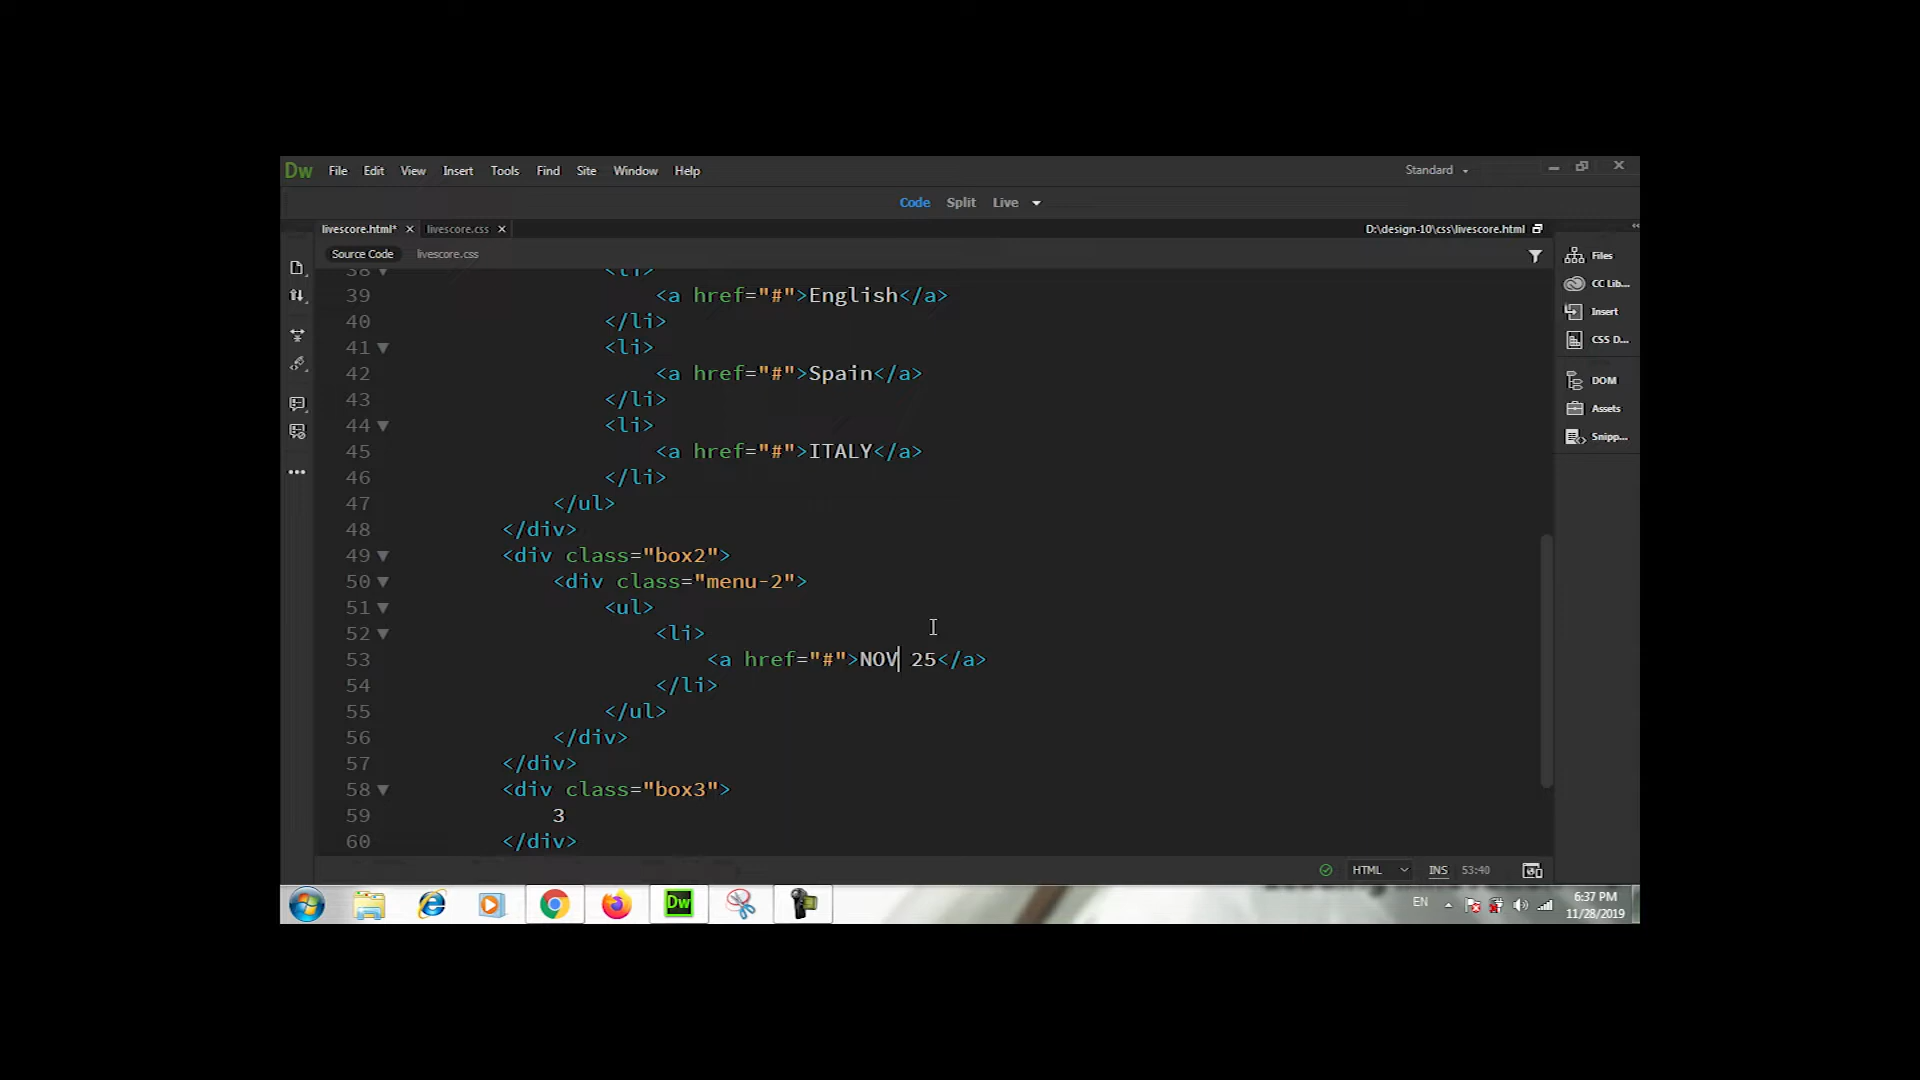 Dw File Edit View Insert Tools Find Site Window Help Standard
Code Split Live
livescore.html* × livescore.css × D:\design-10\css\livescore.html
Source Code livescore.css
38 <li>
39 <a href="#">English</a>
40 </li>
41 <li>
42 <a href="#">Spain</a>
43 </li>
44 <li>
45 <a href="#">ITALY</a>
46 </li>
47 </ul>
48 </div>
49 <div class="box2">
50 <div class="menu-2">
51 <ul>
52 <li>
53 <a href="#">NOV 25</a>
54 </li>
55 </ul>
56 </div>
57 </div>
58 <div class="box3">
59 3
60 </div>
Files
CC Lib...
Insert
CSS D...
DOM
Assets
Snipp...
HTML INS 53:40
Dw
EN
6:37 PM
11/28/2019